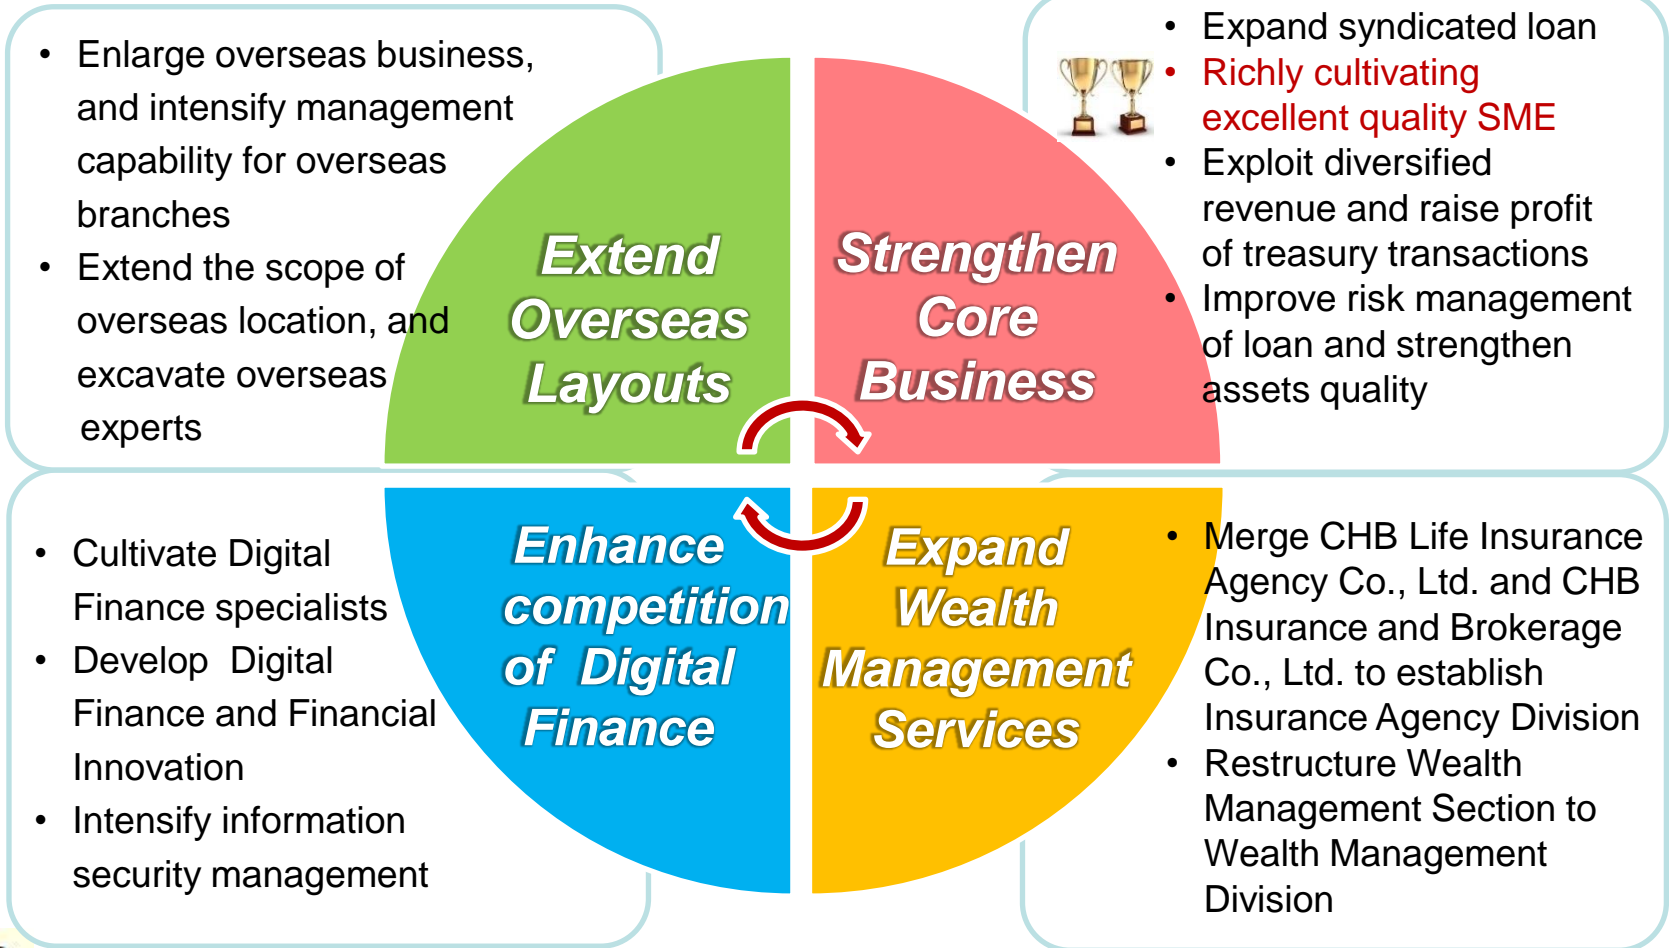 • Enlarge overseas business,
and intensify management
capability for overseas
branches
• Extend the scope of
overseas location, and
excavate overseas
experts
Extend
Overseas
Layouts
Strengthen
Core
Business
• Expand syndicated loan
• Richly cultivating
excellent quality SME
• Exploit diversified
revenue and raise profit
of treasury transactions
• Improve risk management
of loan and strengthen
assets quality
• Cultivate Digital
Finance specialists
• Develop  Digital
Finance and Financial
Innovation
• Intensify information
security management
Enhance
competition
of  Digital
Finance
Expand
Wealth
Management
Services
• Merge CHB Life Insurance
Agency Co., Ltd. and CHB
Insurance and Brokerage
Co., Ltd. to establish
Insurance Agency Division
• Restructure Wealth
Management Section to
Wealth Management
Division